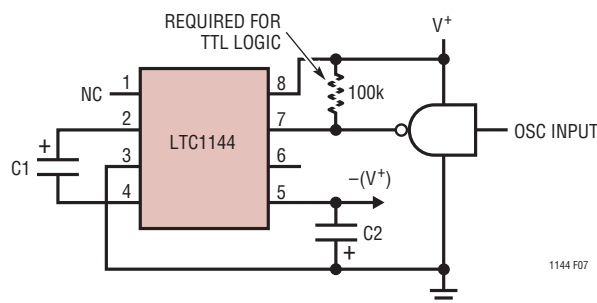 REQUIRED FOR
TTL LOGIC
V+
NC
1
8
100k
2
7
OSC INPUT
LTC1144
+
C1
3
6
4
5
–(V+)
C2
+
1144 F07